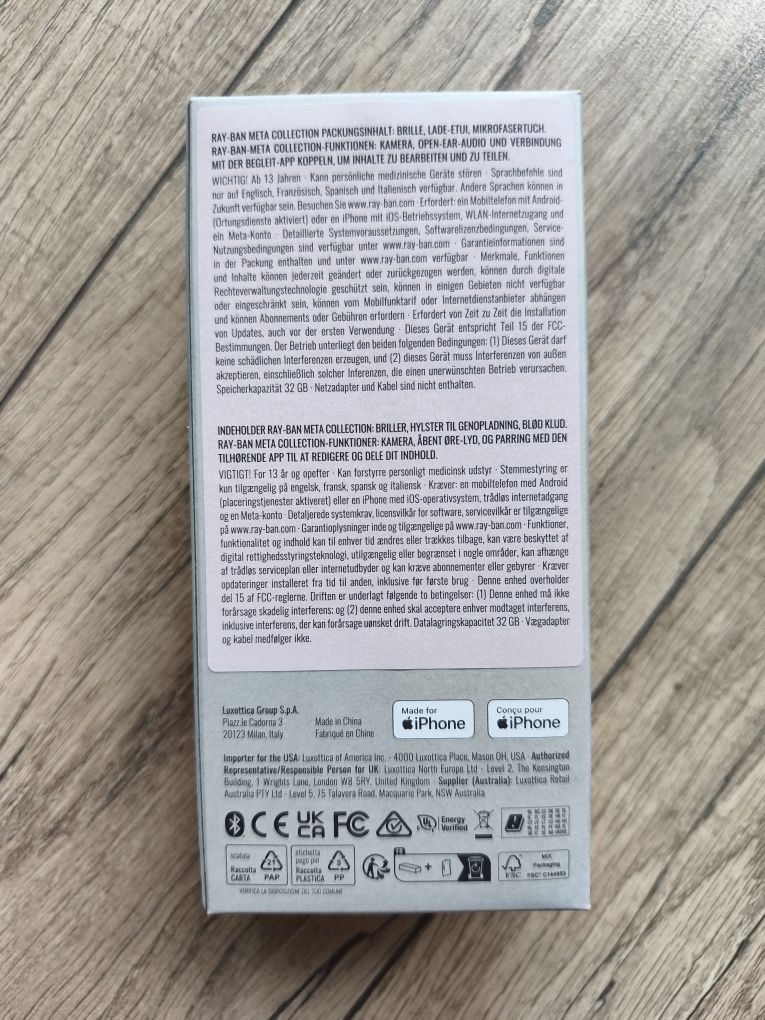 RAY-BAN META COLLECTION PACKUNGSINHALT: BRILLE, LADE-ETUI, MIKROFASERTUCH.
RAY-BAN-META COLLECTION-FUNKTIONEN: KAMERA, OPEN-EAR-AUDIO UND VERBINDUNG
MIT DER BEGLEIT-APP KOPPELN, UM INHALTE ZU BEARBEITEN UND ZU TEILEN.
WICHTIG! Ab 13 Jahren · Kann persönliche medizinische Geräte stören · Sprachbefehle sind
nur auf Englisch, Französisch, Spanisch und Italienisch verfügbar. Andere Sprachen können in
Zukunft verfügbar sein. Besuchen Sie www.ray-ban.com · Erfordert: ein Mobiltelefon mit Android-
(Ortungsdienste aktiviert) oder en iPhone mit iOS-Betriebssystem, WLAN-Internetzugang und
ein Meta-Konto · Detaillierte Systemvoraussetzungen, Softwarelizenzbedingungen, Service-
Nutzungsbedingungen sind verfügbar unter www.ray-ban.com · Garantieinformationen sind
in der Packung enthalten und unter www.ray-ban.com verfügbar · Merkmale, Funktionen
und Inhalte können jederzeit geändert oder zurückgezogen werden, können durch digitale
Rechteverwaltungstechnologie geschützt sein, können in einigen Gebieten nicht verfügbar
oder eingeschränkt sein, können vom Mobilfunktarif oder Internetdienstanbieter abhängen
und können Abonnements oder Gebühren erfordern · Erfordert von Zeit zu Zeit die Installation
von Updates, auch vor der ersten Verwendung · Dieses Gerät entspricht Teil 15 der FCC-
Bestimmungen. Der Betrieb unterliegt den beiden folgenden Bedingungen: (1) Dieses Gerät darf
keine schädlichen Interferenzen erzeugen, und (2) dieses Gerät muss Interferenzen von außen
akzeptieren, einschließlich solcher Inferenzen, die einen unerwünschten Betrieb verursachen.
Speicherkapazität 32 GB · Netzadapter und Kabel sind nicht enthalten.
INDEHOLDER RAY-BAN META COLLECTION: BRILLER, HYLSTER TIL GENOPLADNING, BLØD KLUD.
RAY-BAN META COLLECTION-FUNKTIONER: KAMERA, ÅBENT ØRE-LYD, OG PARRING MED DEN
TILHØRENDE APP TIL AT REDIGERE OG DELE DIT INDHOLD.
VIGTIGT! For 13 år og opefter · Kan forstyrre personligt medicinsk udstyr · Stemmestyring er
kun tilgængelig på engelsk, fransk, spansk og italiensk · Kræver: en mobiltelefon med Android
(placeringstjenester aktiveret) eller en iPhone med iOS-operativsystem, trådløs internetadgang
og en Meta-konto · Detaljerede systemkrav, licensvilkår for software, servicevilkår er tilgængelige
på www.ray-ban.com · Garantioplysninger inde og tilgængelige på www.ray-ban.com · Funktioner,
funktionalitet og indhold kan til enhver tid ændres eller trækkes tilbage, kan være beskyttet af
digital rettighedsstyringsteknologi, utilgængelig eller begrænset i nogle områder, kan afhænge
af trådløs serviceplan eller internetudbyder og kan kræve abonnementer eller gebyrer · Kræver
opdateringer installeret fra tid til anden, inklusive før første brug · Denne enhed overholder
del 15 af FCC-reglerne. Driften er underlagt følgende to betingelser: (1) Denne enhed må ikke
forårsage skadelig interferens; og (2) denne enhed skal acceptere enhver modtaget interferens,
inklusive interferens, der kan forårsage uønsket drift. Datalagringskapacitet 32 GB · Vægadapter
og kabel medfølger ikke.
Luxottica Group S.p.A.
Piazz.le Cadorna 3
20123 Milan, Italy
Made in China
Fabriqué en Chine
Made for
iPhone
Conçu pour
iPhone
Importer for the USA: Luxottica of America Inc. · 4000 Luxottica Place, Mason OH, USA · Authorized
Representative/Responsible Person for UK: Luxottica North Europe Ltd · Level 2, The Kensington
Building, 1 Wrights Lane, London W8 5RY, United Kingdom · Supplier (Australia): Luxottica Retail
Australia PTY Ltd · Level 5, 75 Talavera Road, Macquarie Park, NSW Australia
CE UK CA FC UL Energy Verified
scatola
Raccolta
CARTA
21
PAP
etichetta
pogo pin
Raccolta
PLASTICA
5
PP
FR
+
FSC
MIX
Packaging
FSC® C144853
VERIFICA LA DISPOSIZIONE DEL TUO COMUNE